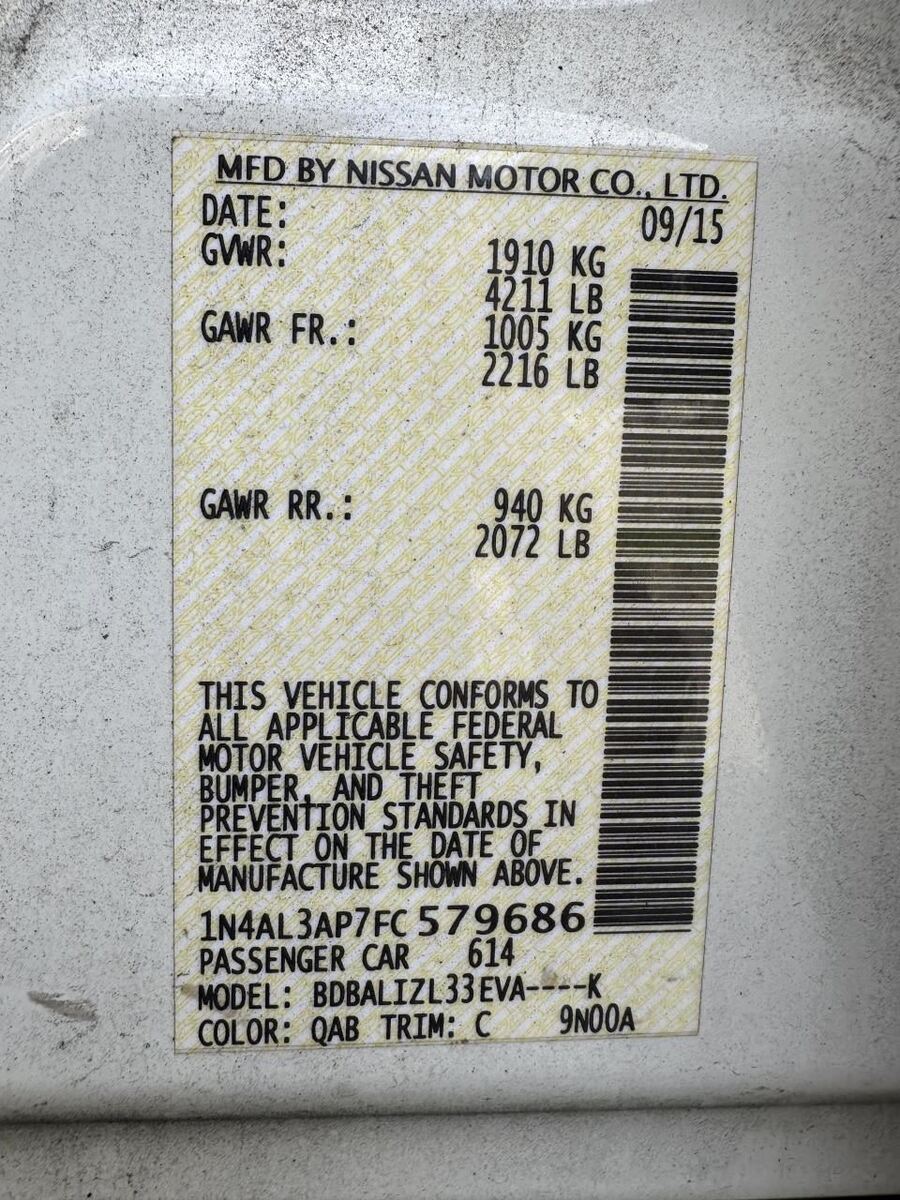 MFD BY NISSAN MOTOR CO., LTD.
DATE: 09/15
GVWR: 1910 KG
4211 LB
GAWR FR.: 1005 KG
2216 LB
GAWR RR.: 940 KG
2072 LB
THIS VEHICLE CONFORMS TO
ALL APPLICABLE FEDERAL
MOTOR VEHICLE SAFETY,
BUMPER, AND THEFT
PREVENTION STANDARDS IN
EFFECT ON THE DATE OF
MANUFACTURE SHOWN ABOVE.
1N4AL3AP7FC 579686
PASSENGER CAR 614
MODEL: BDBALIZL33EVA----K
COLOR: QAB TRIM: C 9N00A